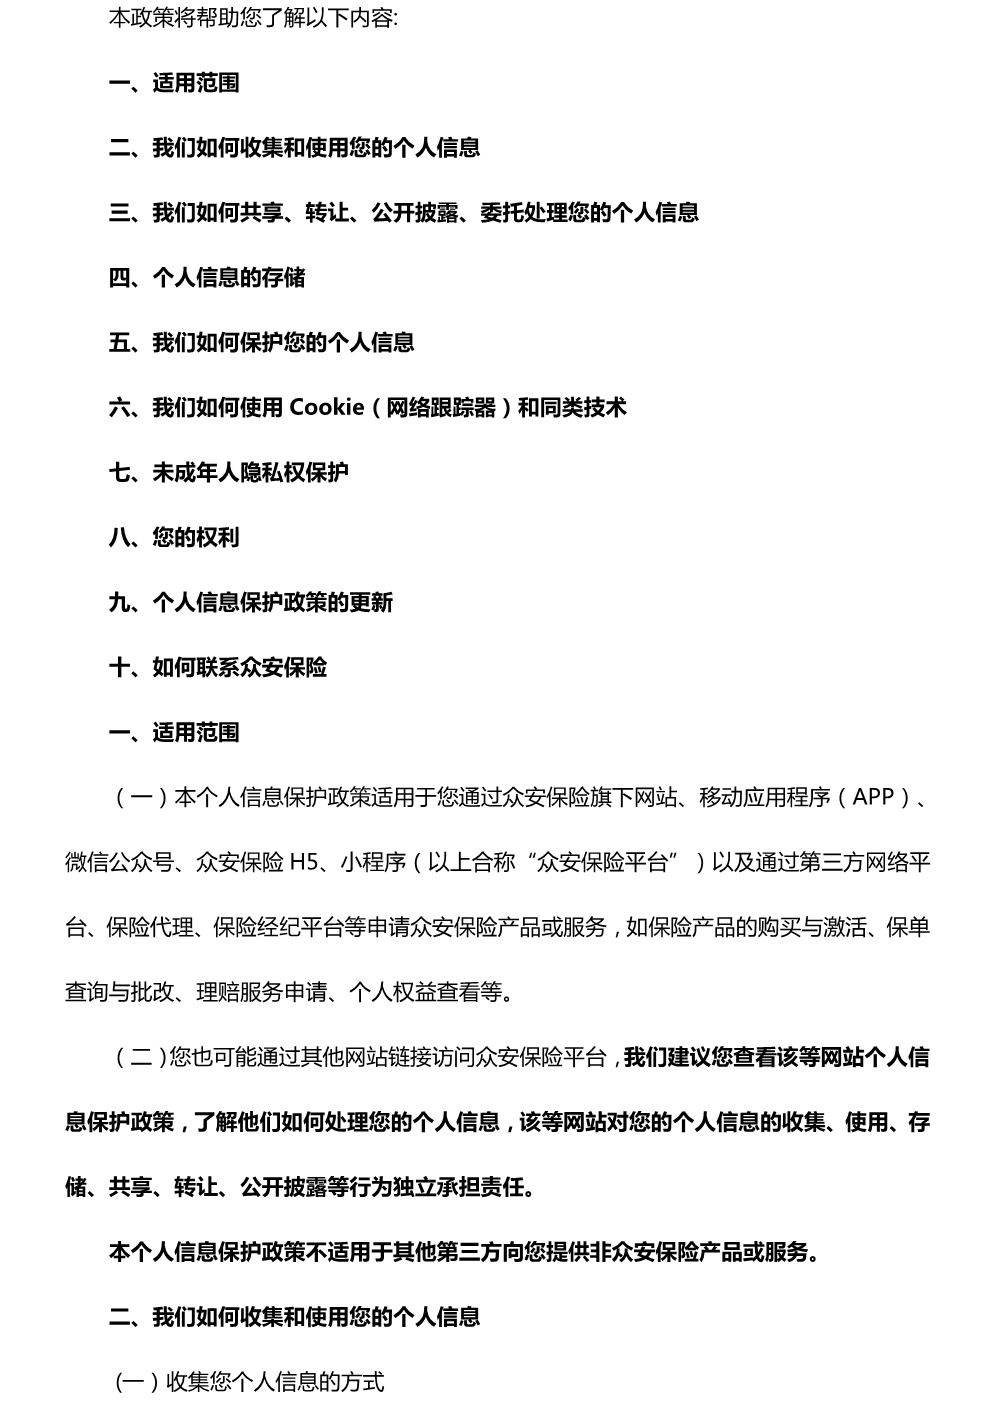 本政策将帮助您了解以下内容:
一、适用范围
二、我们如何收集和使用您的个人信息
三、我们如何共享、转让、公开披露、委托处理您的个人信息
四、个人信息的存储
五、我们如何保护您的个人信息
六、我们如何使用 Cookie（网络跟踪器）和同类技术
七、未成年人隐私权保护
八、您的权利
九、个人信息保护政策的更新
十、如何联系众安保险
一、适用范围
（一）本个人信息保护政策适用于您通过众安保险旗下网站、移动应用程序（APP）、
微信公众号、众安保险 H5、小程序（以上合称“众安保险平台”）以及通过第三方网络平
台、保险代理、保险经纪平台等申请众安保险产品或服务，如保险产品的购买与激活、保单
查询与批改、理赔服务申请、个人权益查看等。
（二）您也可能通过其他网站链接访问众安保险平台，我们建议您查看该等网站个人信
息保护政策，了解他们如何处理您的个人信息，该等网站对您的个人信息的收集、使用、存
储、共享、转让、公开披露等行为独立承担责任。
本个人信息保护政策不适用于其他第三方向您提供非众安保险产品或服务。
二、我们如何收集和使用您的个人信息
(一）收集您个人信息的方式